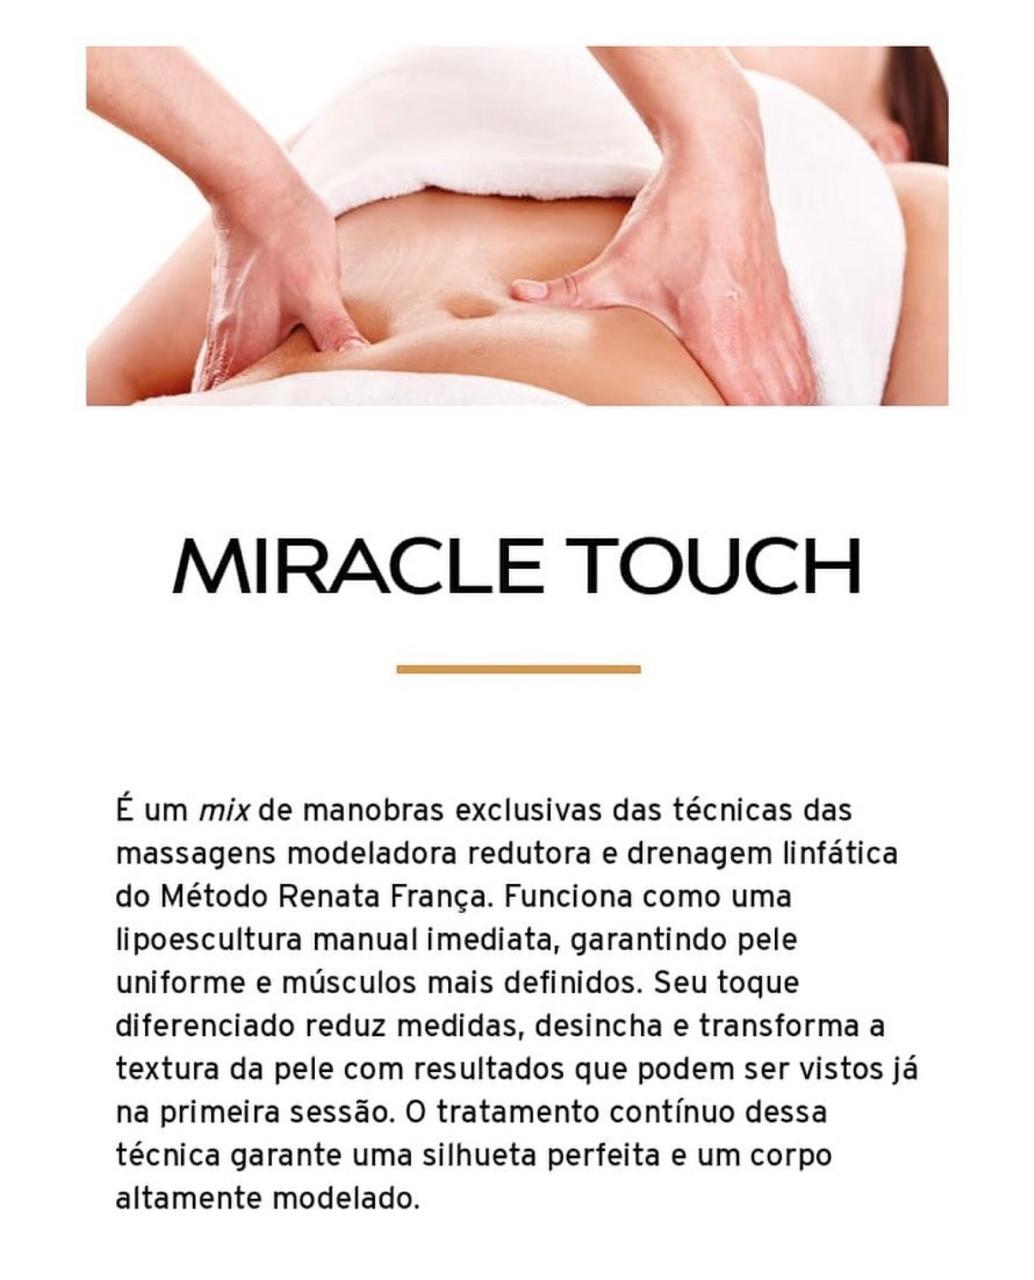 MIRACLE TOUCH
É um mix de manobras exclusivas das técnicas das
massagens modeladora redutora e drenagem linfática
do Método Renata França. Funciona como uma
lipoescultura manual imediata, garantindo pele
uniforme e músculos mais definidos. Seu toque
diferenciado reduz medidas, desincha e transforma a
textura da pele com resultados que podem ser vistos já
na primeira sessão. O tratamento contínuo dessa
técnica garante uma silhueta perfeita e um corpo
altamente modelado.